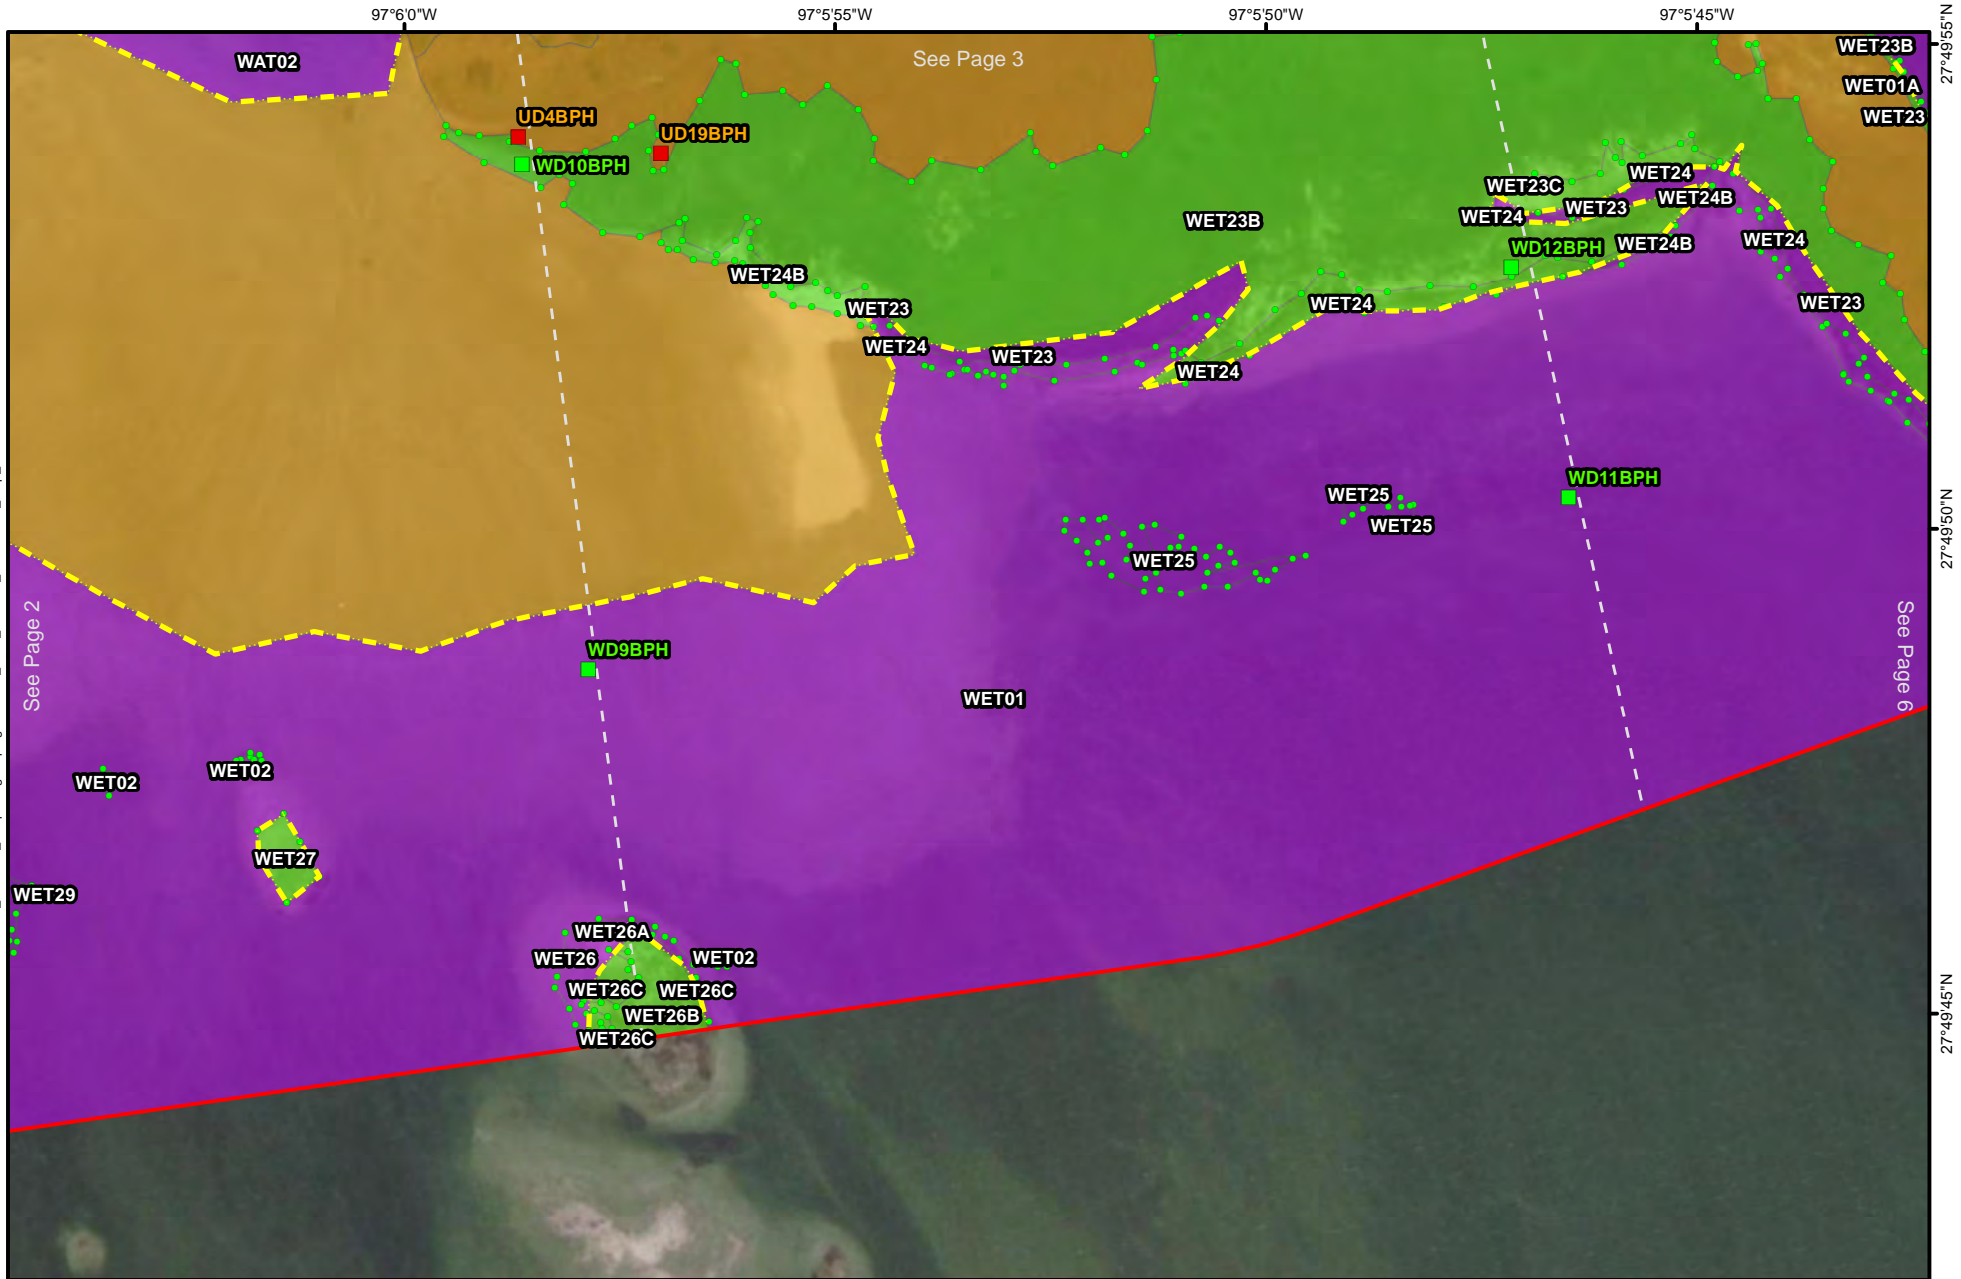 97°6'0"W 97°5'55"W 97°5'50"W 97°5'45"W
27°49'55"N
WET23B
WAT02
See Page 3
WET01A
UD4BPH
WET23
UD19BPH
WD10BPH
WET24
WET23C
WET24B
WET23
WET24
WET23B
WET24
WET24B
WD12BPH
WET24B
WET23
WET24
WET23
WET24
WET23
WET24
WD11BPH
WET25
WET25
27°49'50"N
WET25
See Page 2
See Page 6
WD9BPH
WET01
WET02
WET02
WET27
WET29
WET26A
WET26
WET02
WET26C
WET26C
WET26B
27°49'45"N
WET26C